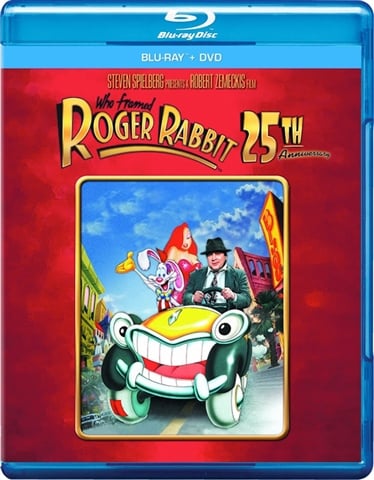 Blu-ray Disc
BLU-RAY + DVD
STEVEN SPIELBERG PRESENTS A ROBERT ZEMECKIS FILM
Who Framed
ROGER RABBIT
25TH
Anniversary